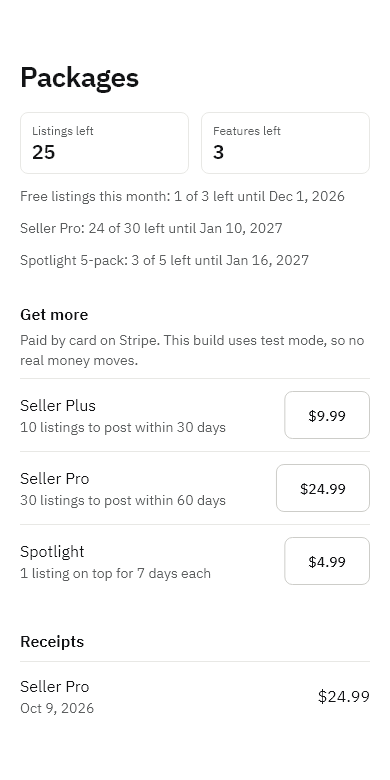 Packages
Listings left
25
Features left
3
Free listings this month: 1 of 3 left until Dec 1, 2026
Seller Pro: 24 of 30 left until Jan 10, 2027
Spotlight 5-pack: 3 of 5 left until Jan 16, 2027
Get more
Paid by card on Stripe. This build uses test mode, so no
real money moves.
Seller Plus
10 listings to post within 30 days
$9.99
Seller Pro
30 listings to post within 60 days
$24.99
Spotlight
1 listing on top for 7 days each
$4.99
Receipts
Seller Pro
Oct 9, 2026
$24.99